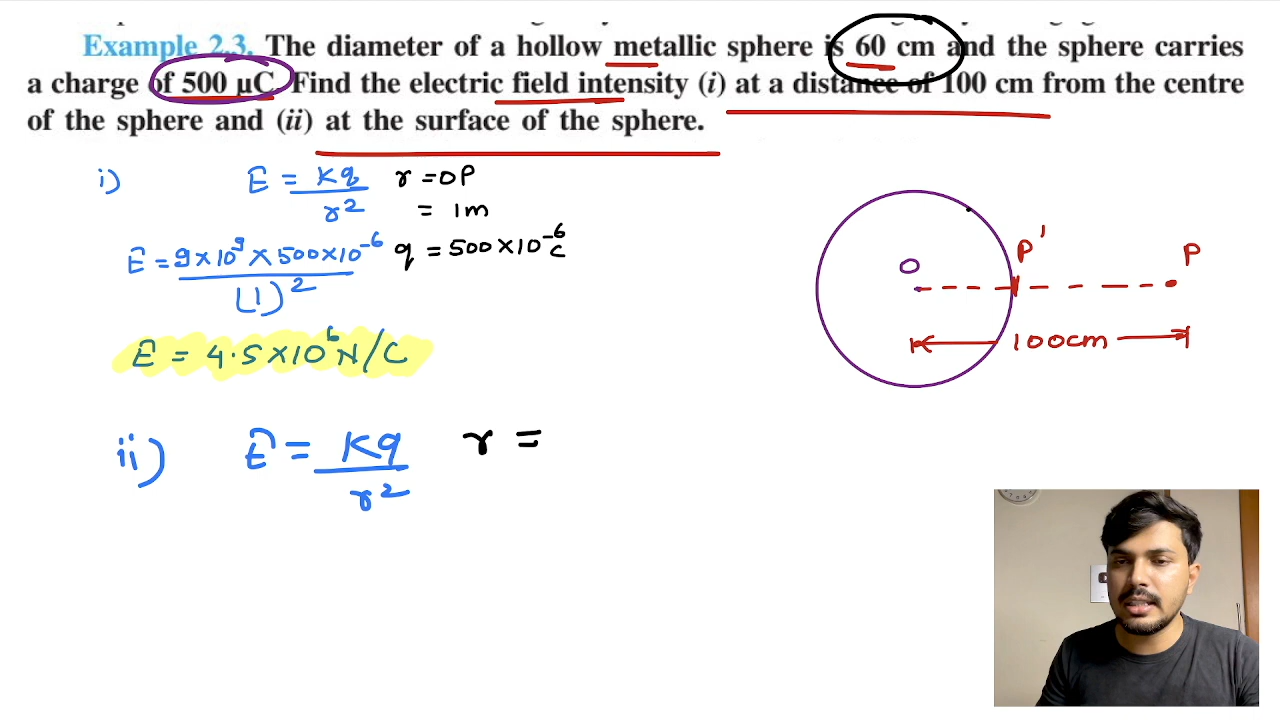 Example 2.3. The diameter of a hollow metallic sphere is 60 cm and the sphere carries
a charge of 500 μC. Find the electric field intensity (i) at a distance of 100 cm from the centre
of the sphere and (ii) at the surface of the sphere.
i) E = Kq / r² r = OP
= 1m
E = 9×10⁹ × 500×10⁻⁶ / (1)² q = 500×10⁻⁶ C
E = 4.5×10⁶ N/C
O P' P
100cm
ii) E = Kq / r² r =